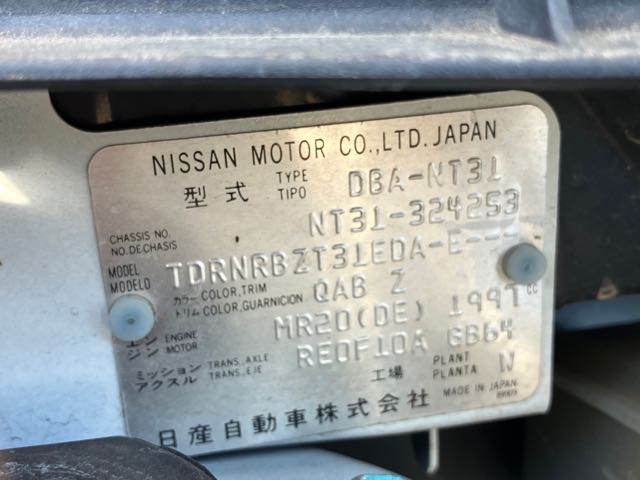 NISSAN MOTOR CO.,LTD. JAPAN
型式 TYPE TIPO DBA-NT31
CHASSIS NO. NO.DECHASIS NT31-324253
MODEL MODELO TDRNRBZT31EDA-E---
カラー トリム COLOR,TRIM COLOR,GUARNICION QAB Z
エンジン ENGINE MOTOR MR20(DE) 1997 CC
ミッション アクスル TRANS.,AXLE TRANS.,EJE RE0F10A GB64
工場 PLANT PLANTA W
日産自動車株式会社 MADE IN JAPAN